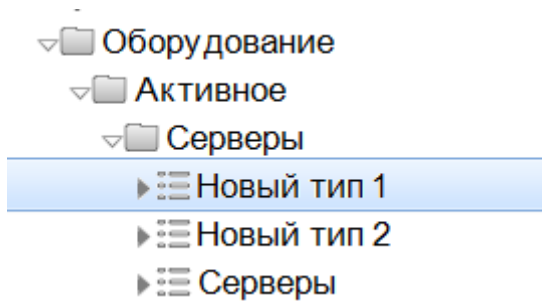 Оборудование
Активное
Серверы
Новый тип 1
Новый тип 2
Серверы